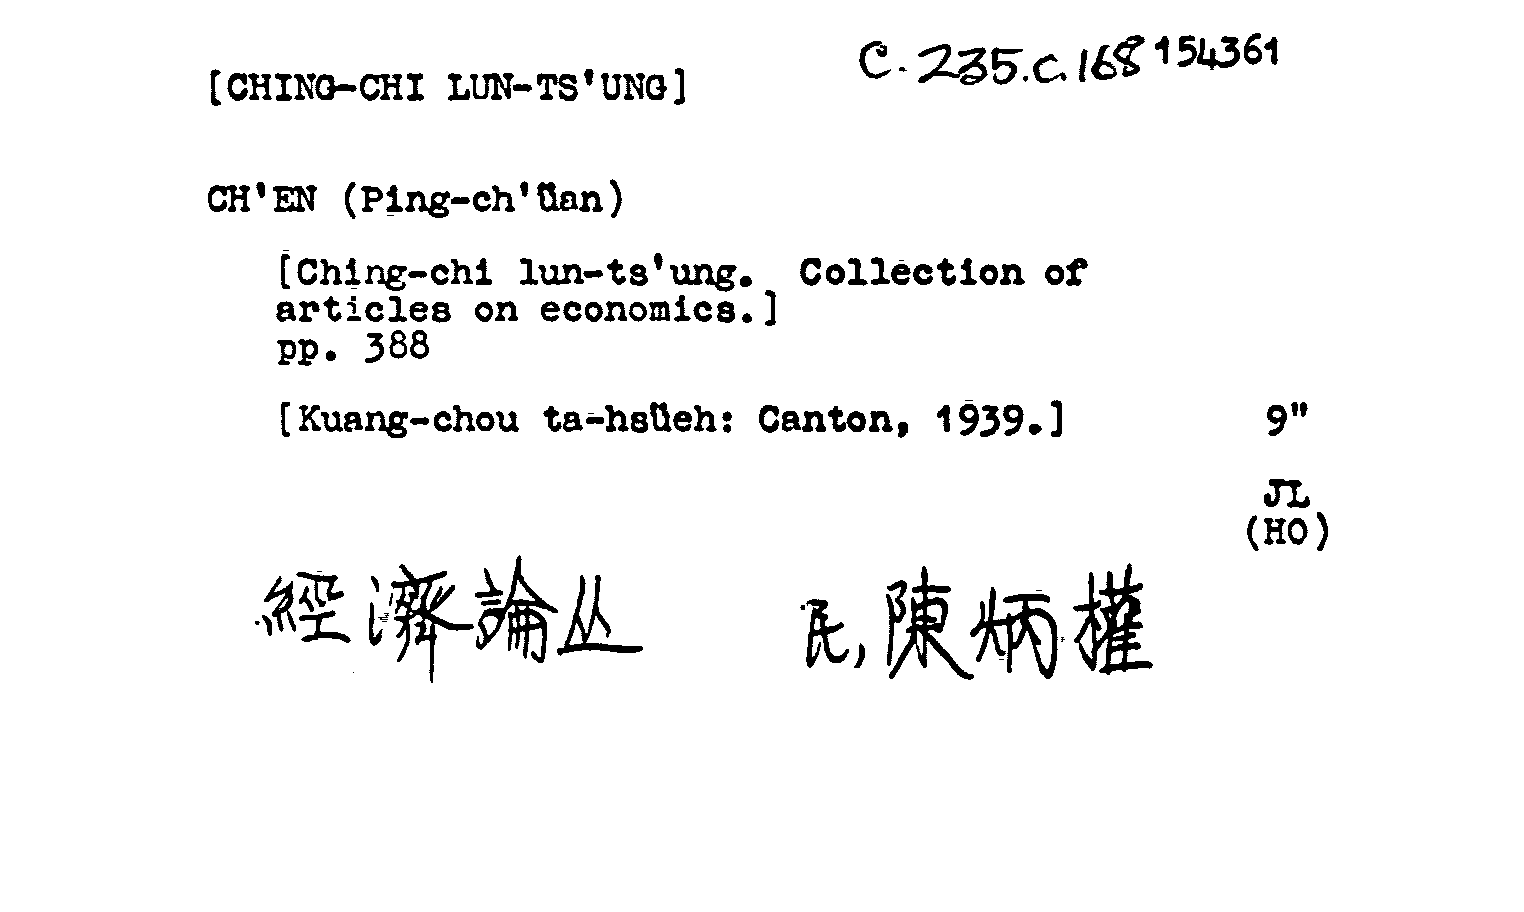 C.235.c.168 154361
[CHING-CHI LUN-TS'UNG]
CH'EN (Ping-ch'üan)
[Ching-chi lun-ts'ung. Collection of
articles on economics.]
pp. 388
[Kuang-chou ta-hsüeh: Canton, 1939.] 9"
JL
(HO)
經濟論丛 民,陳炳權